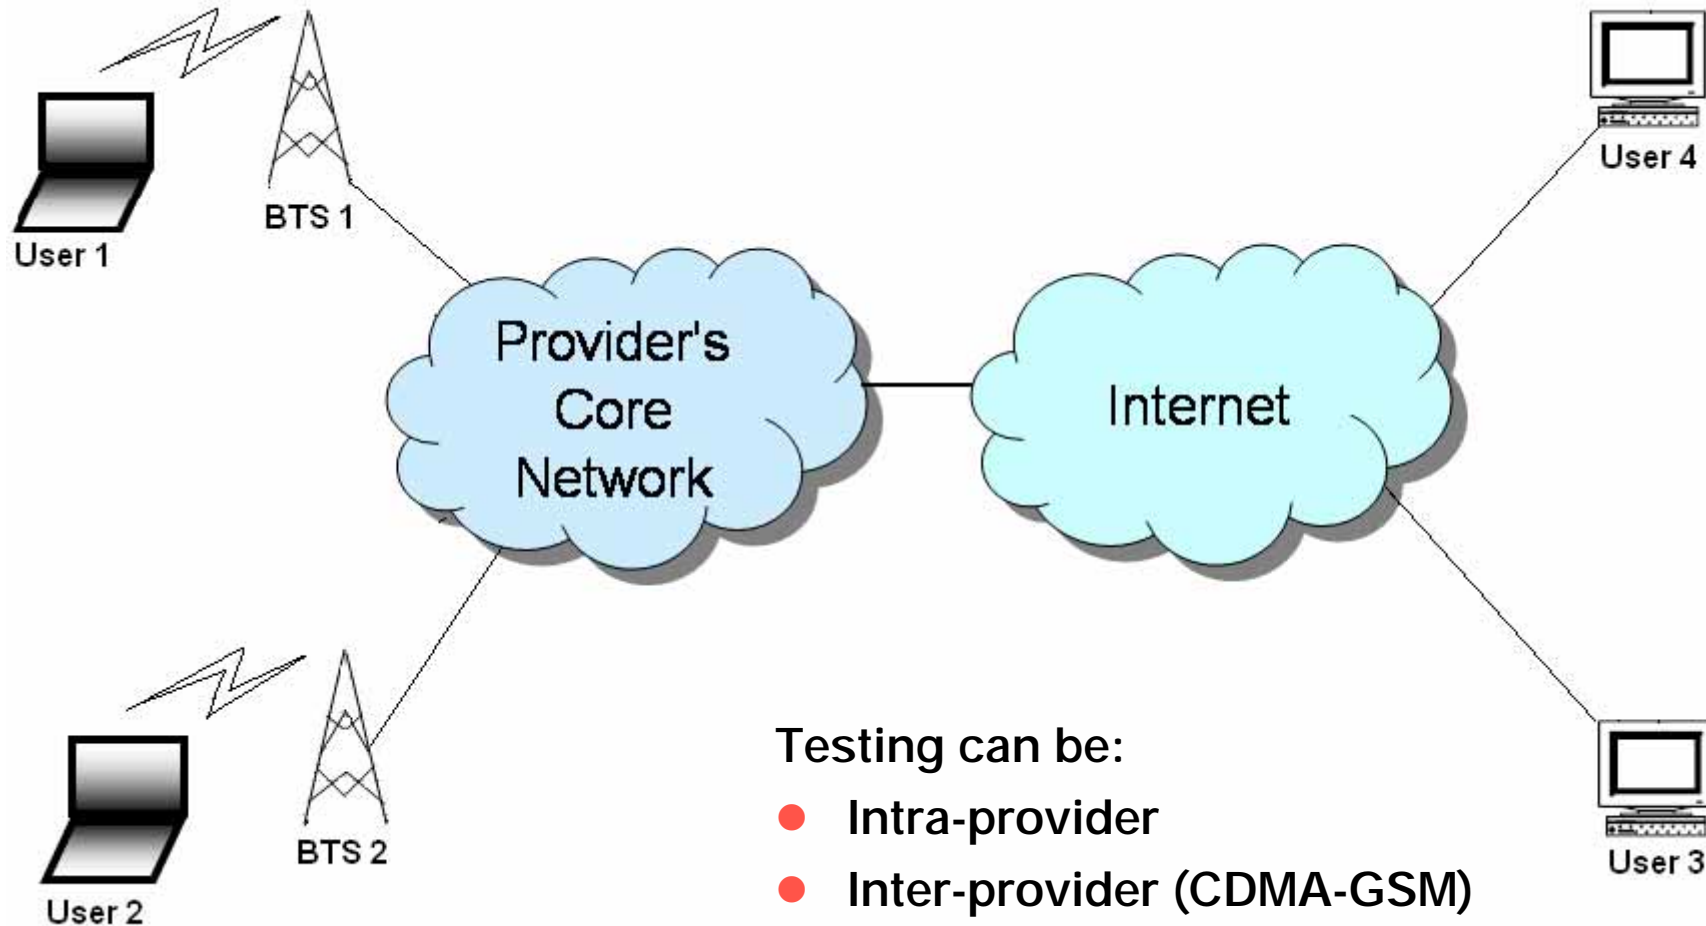 User 4
BTS 1
User 1
Provider's
Core
Network
Internet
Testing can be:
Intra-provider
Inter-provider (CDMA-GSM)
BTS 2
User 2
User 3